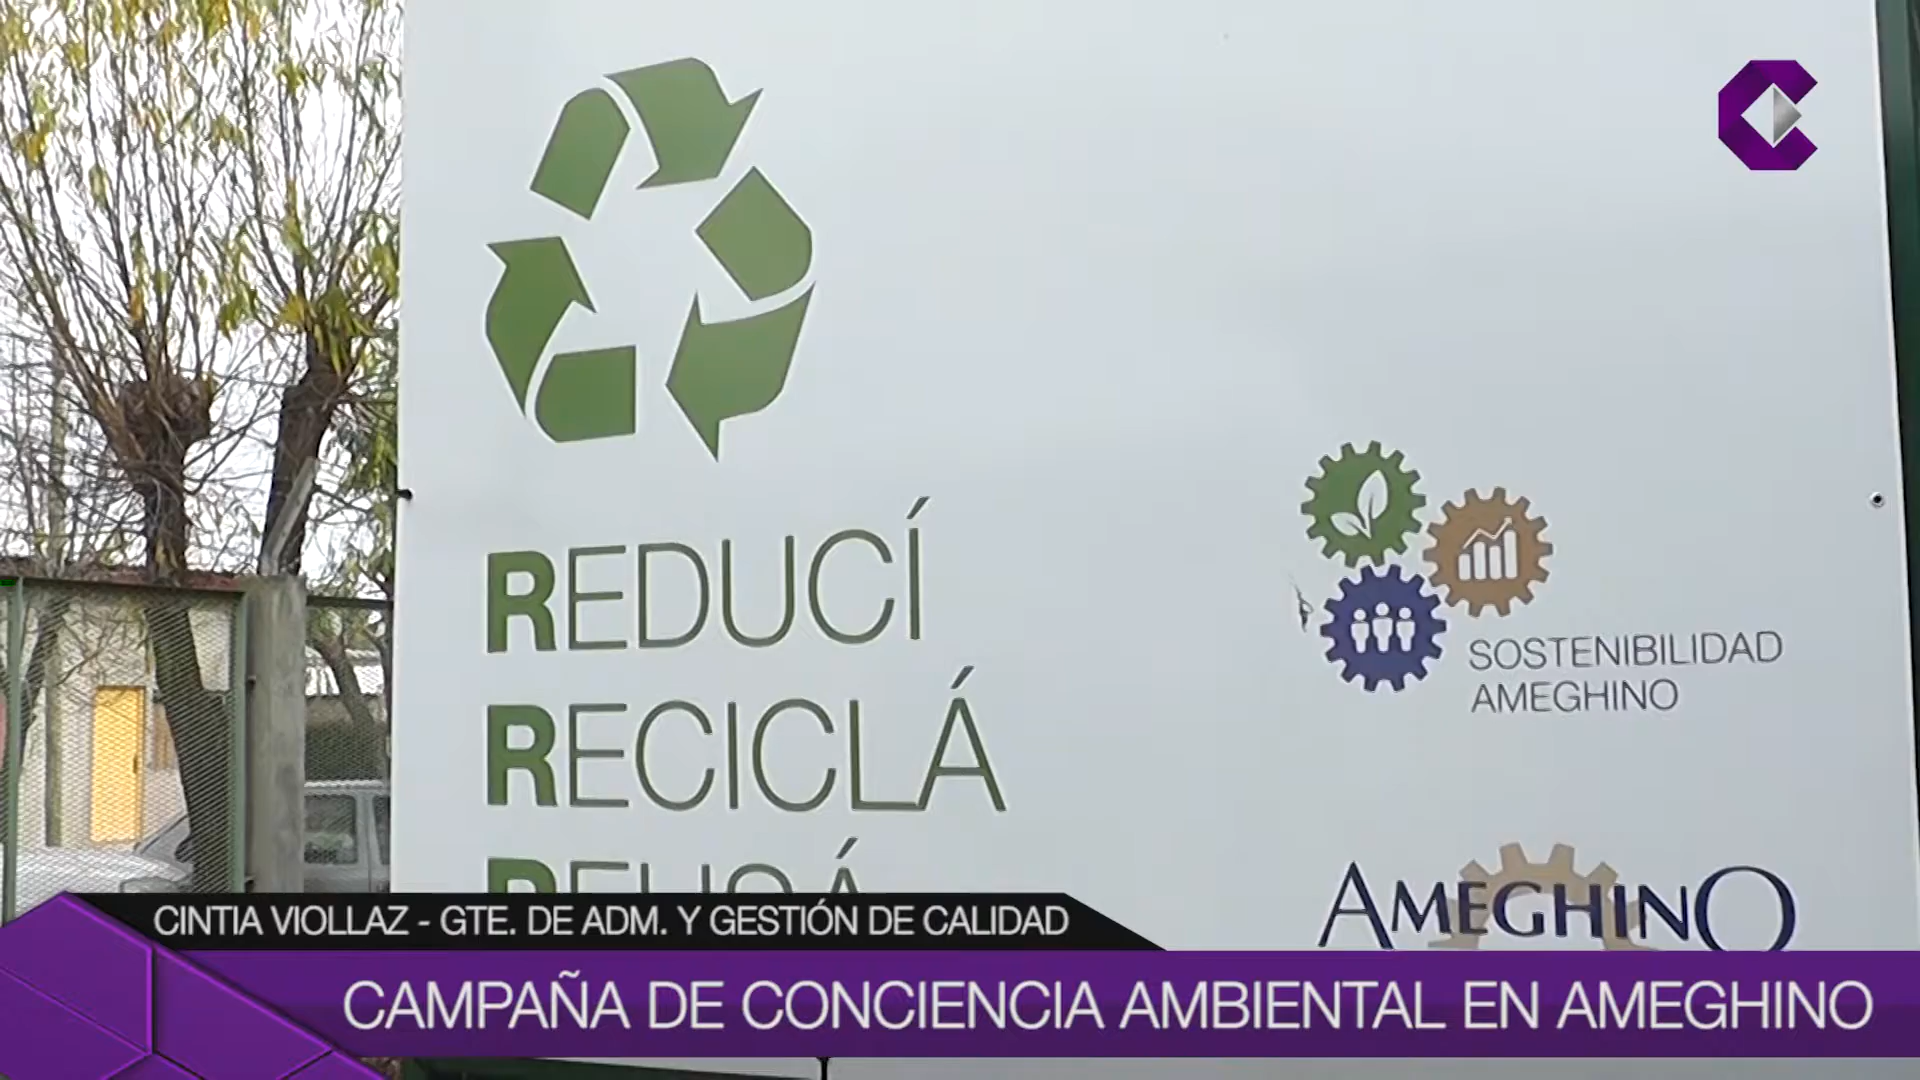 REDUCÍ
RECICLÁ
REUSÁ
SOSTENIBILIDAD
AMEGHINO
AMEGHINO
CINTIA VIOLLAZ - GTE. DE ADM. Y GESTIÓN DE CALIDAD
CAMPAÑA DE CONCIENCIA AMBIENTAL EN AMEGHINO